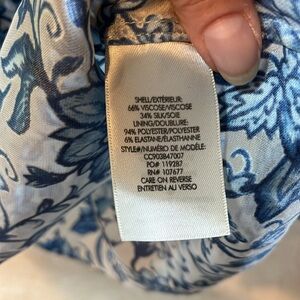 SHELL/EXTÉRIEUR:
66% VISCOSE/VISCOSE
34% SILK/SOIE
LINING/DOUBLURE:
94% POLYESTER/POLYESTER
6% ELASTANE/ÉLASTHANNE
STYLE#/NUMÉRO DE MODÈLE:
CC903B47007
PO# 119287
RN# 107677
CARE ON REVERSE
ENTRETIEN AU VERSO